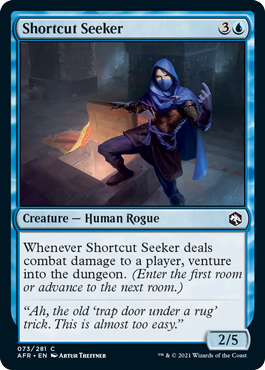 Shortcut Seeker 3
Creature — Human Rogue
Whenever Shortcut Seeker deals
combat damage to a player, venture
into the dungeon. (Enter the first room
or advance to the next room.)
"Ah, the old 'trap door under a rug'
trick. This is almost too easy."
2/5
073/281 C
AFR • EN Artur Treffner
™ & © 2021 Wizards of the Coast